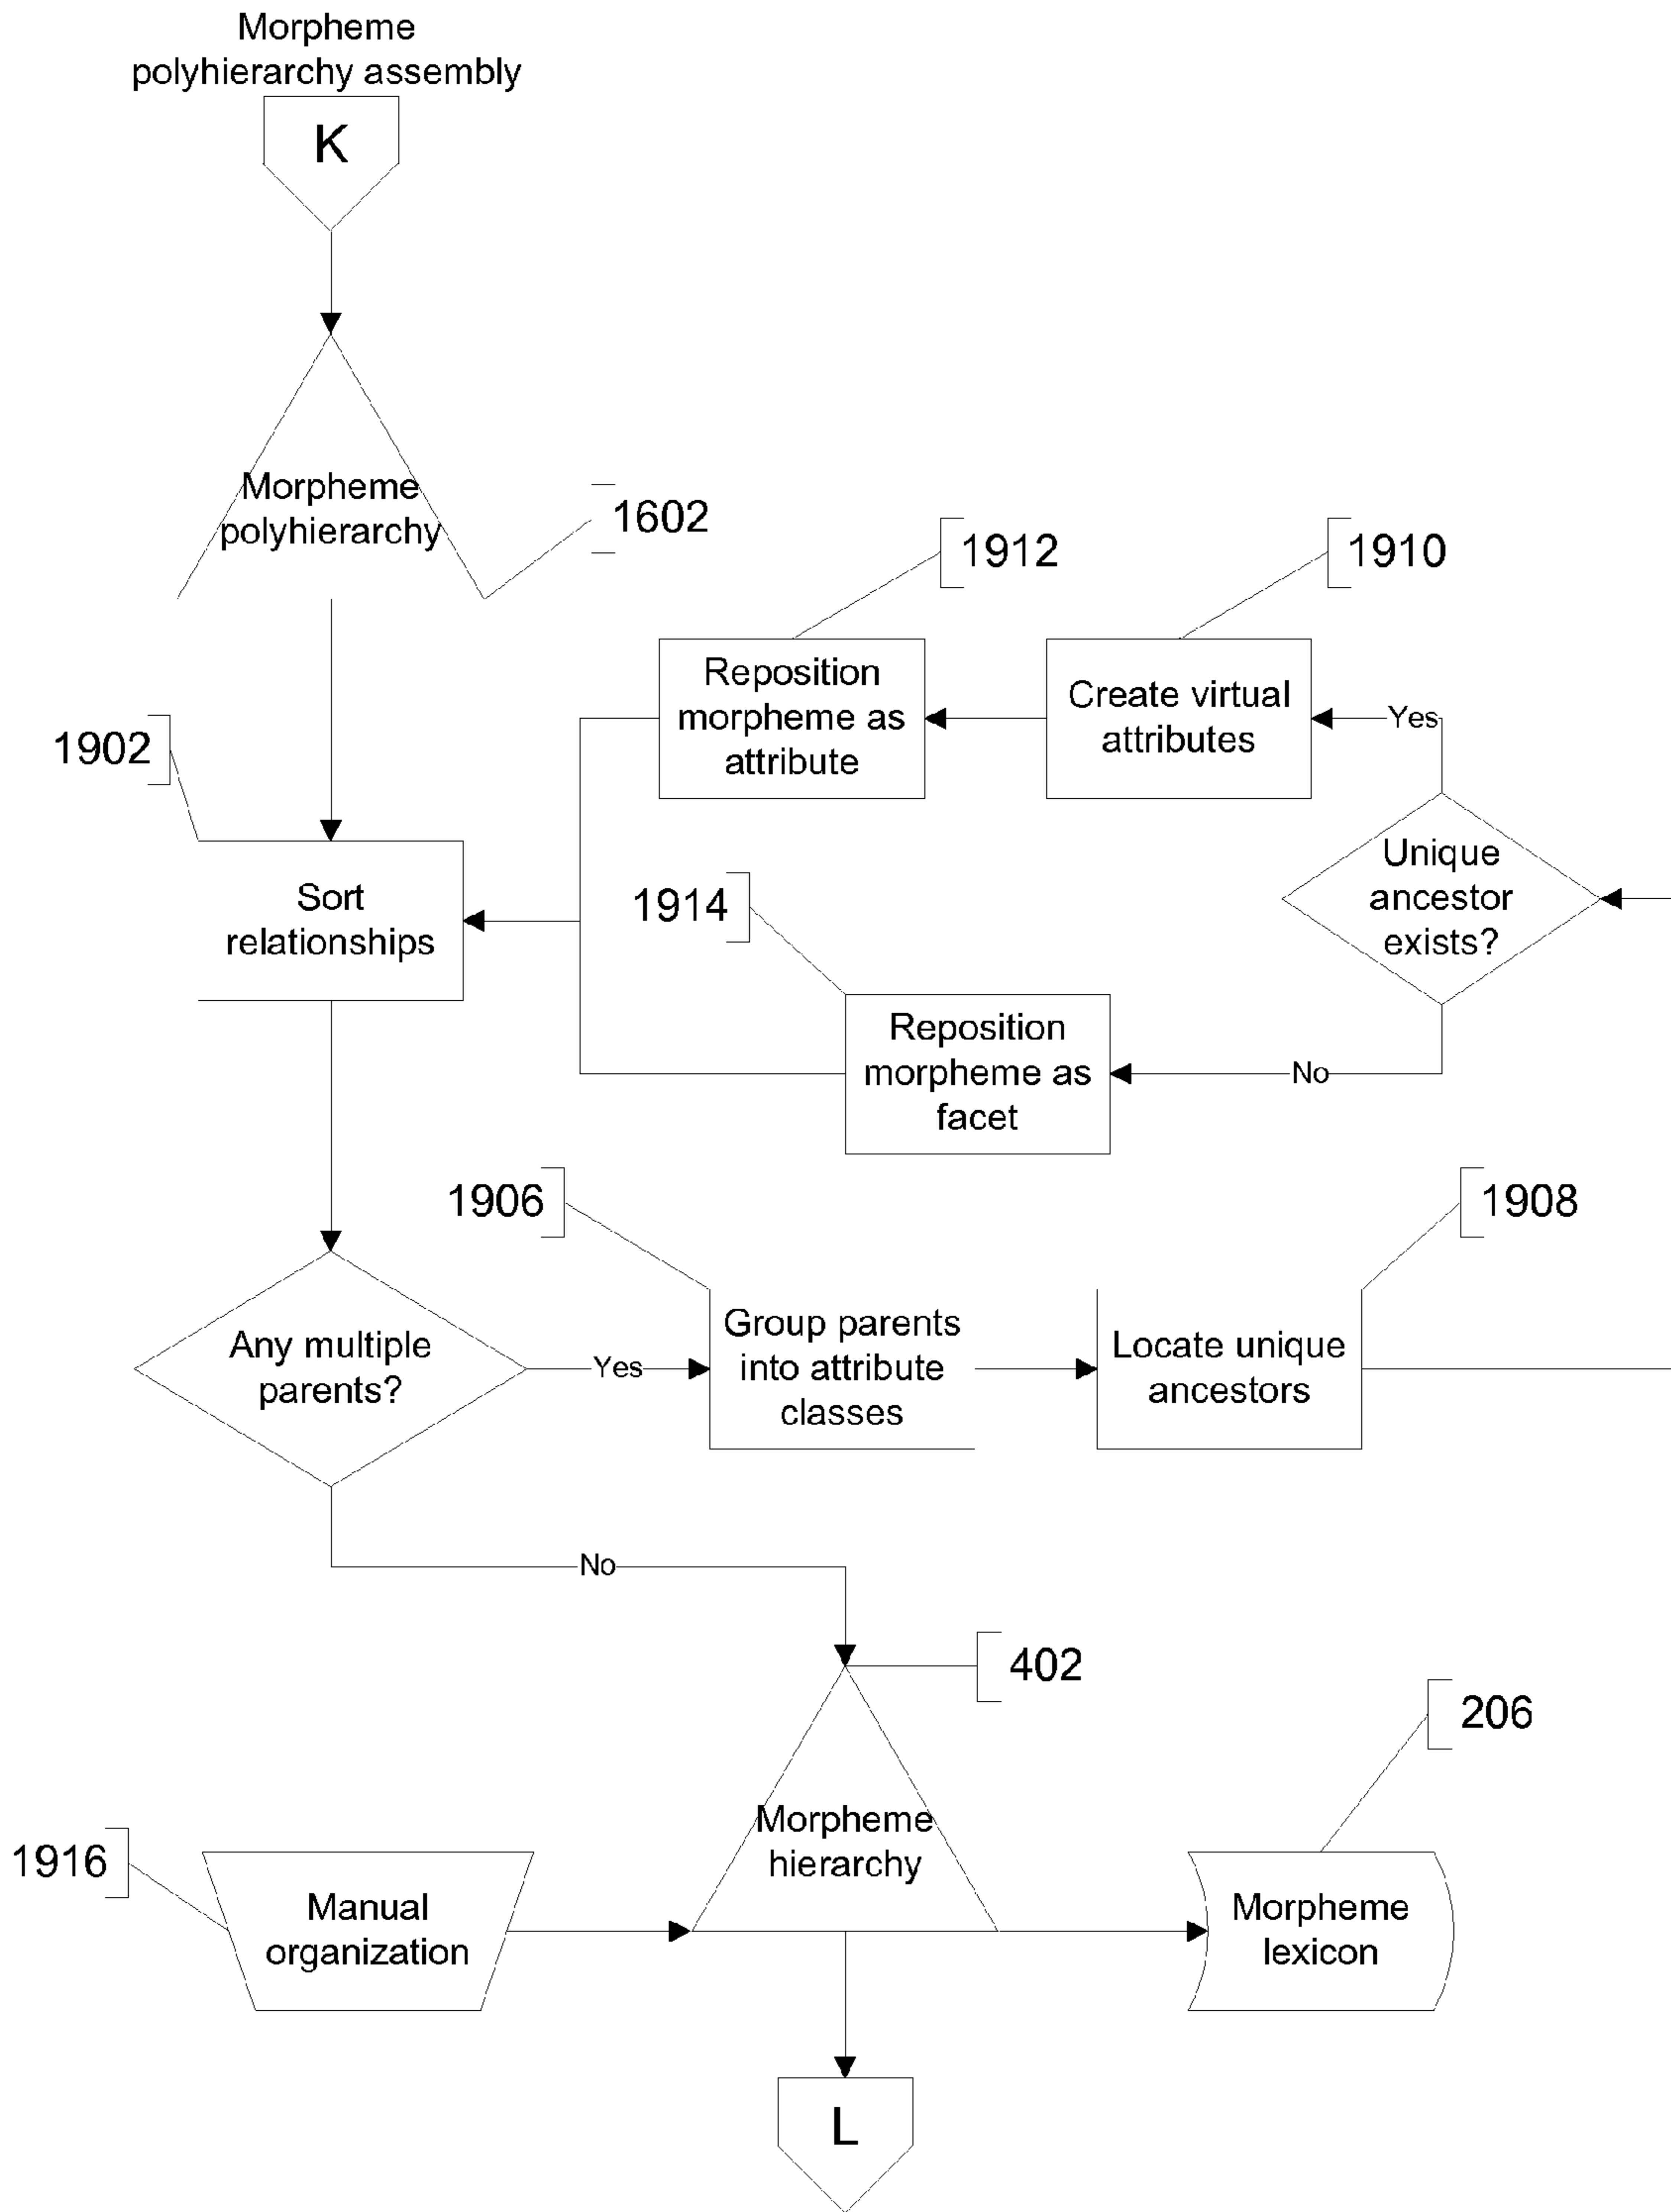 Morpheme
polyhierarchy assembly
K
Morpheme
polyhierarchy
1602
1912
1910
Reposition
morpheme as
attribute
Create virtual
attributes
Yes
1902
Sort
relationships
1914
Unique
ancestor
exists?
Reposition
morpheme as
facet
No
1906
1908
Any multiple
parents?
Yes
Group parents
into attribute
classes
Locate unique
ancestors
No
402
206
Morpheme
hierarchy
1916
Manual
organization
Morpheme
lexicon
L